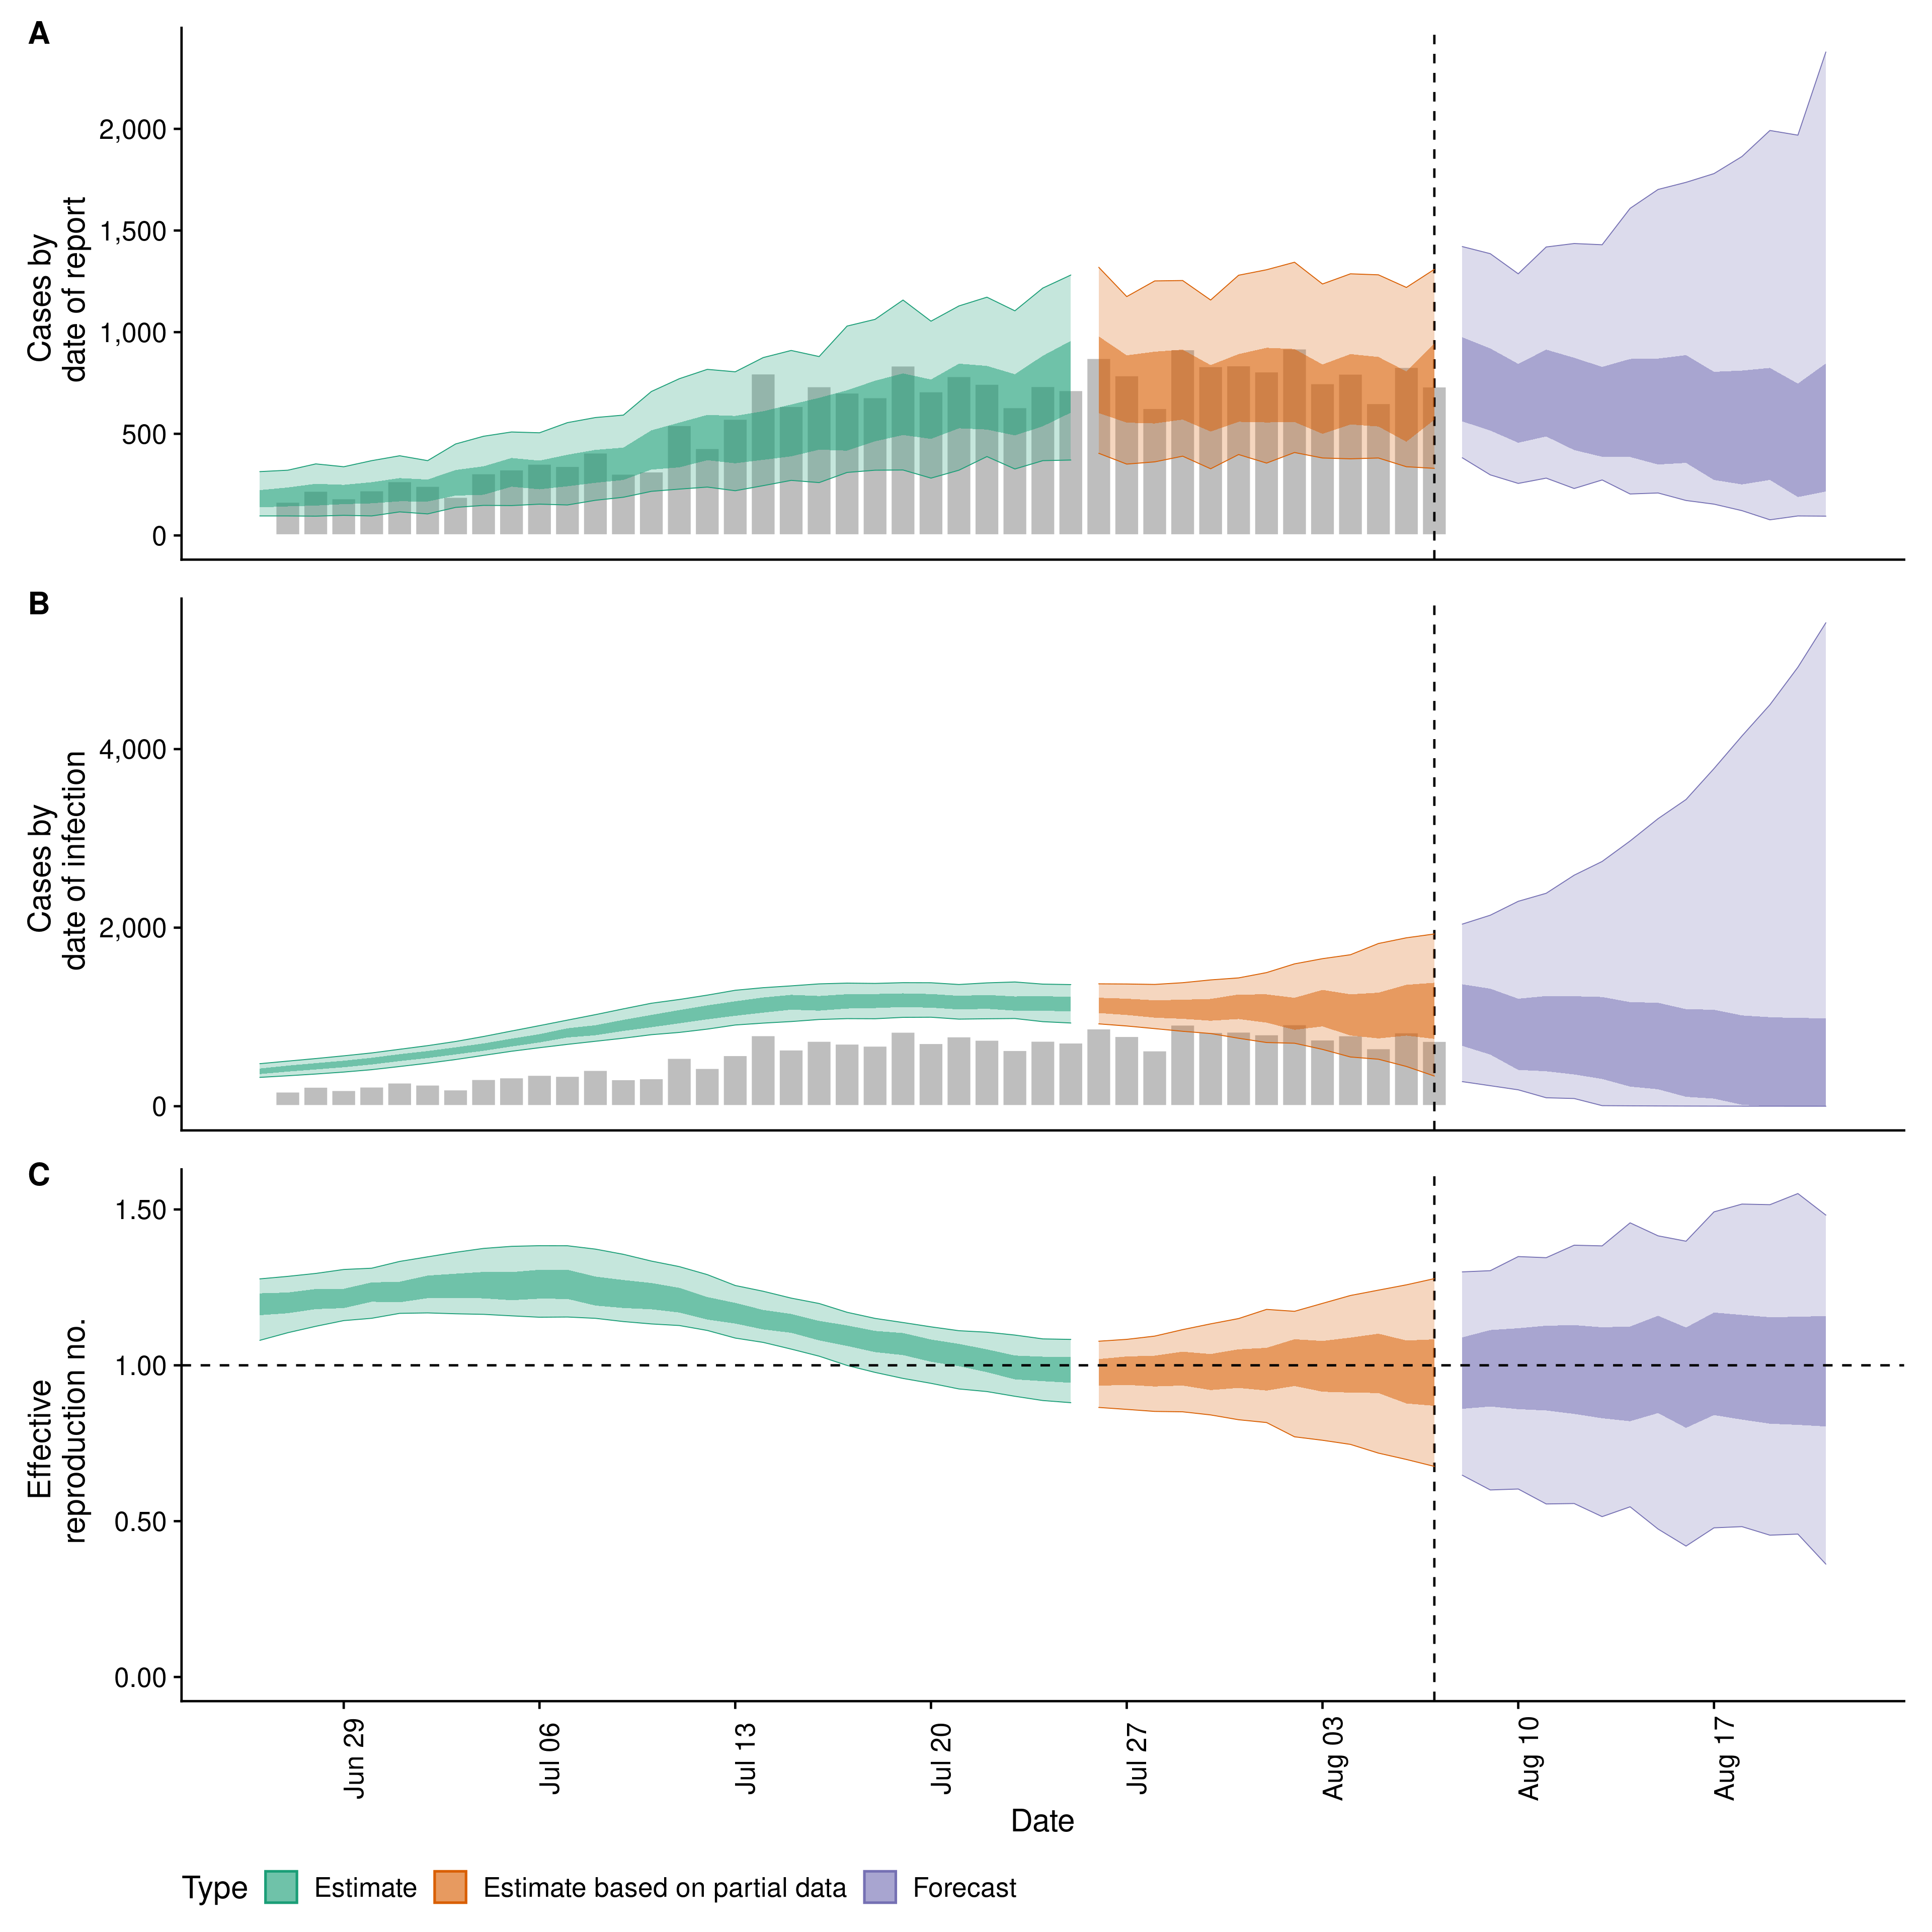 A
2,000
1,500
1,000
500
0
Cases by
date of report
B
4,000
2,000
0
Cases by
date of infection
C
1.50
1.00
0.50
0.00
Effective
reproduction no.
Jun 29
Jul 06
Jul 13
Jul 20
Jul 27
Aug 03
Aug 10
Aug 17
Date
Type Estimate Estimate based on partial data Forecast